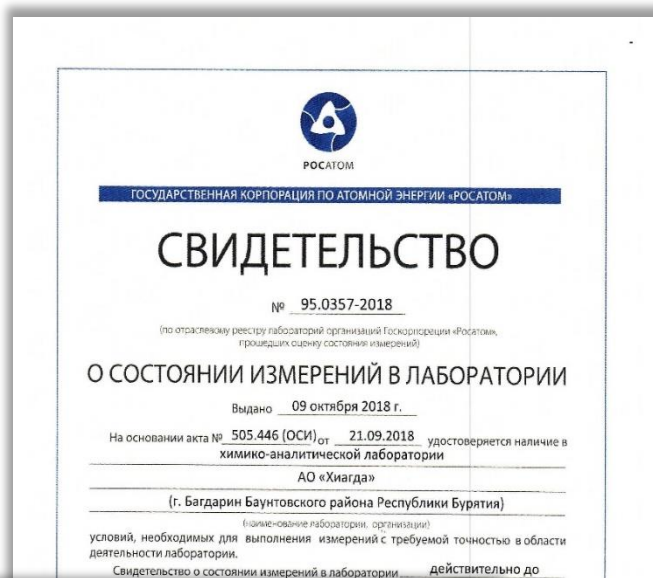 РОСАТОМ
ГОСУДАРСТВЕННАЯ КОРПОРАЦИЯ ПО АТОМНОЙ ЭНЕРГИИ «РОСАТОМ»
СВИДЕТЕЛЬСТВО
№ 95.0357-2018
(по отраслевому реестру лабораторий организаций Госкорпорации «Росатом»,
прошедших оценку состояния измерений)
О СОСТОЯНИИ ИЗМЕРЕНИЙ В ЛАБОРАТОРИИ
Выдано 09 октября 2018 г.
На основании акта № 505.446 (ОСИ) от 21.09.2018 удостоверяется наличие в
химико-аналитической лаборатории
АО «Хиагда»
(г. Багдарин Баунтовского района Республики Бурятия)
(наименование лаборатории, организации)
условий, необходимых для выполнения измерений с требуемой точностью в области
деятельности лаборатории.
Свидетельство о состоянии измерений в лаборатории действительно до